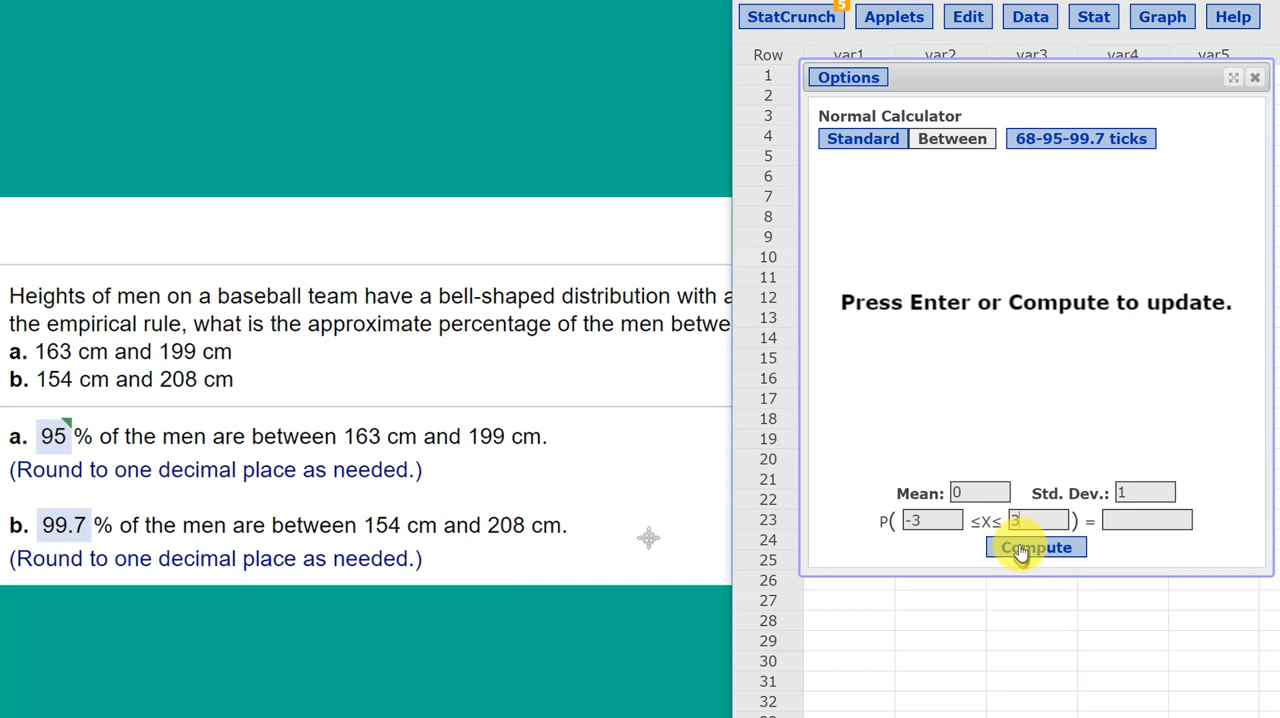 5
StatCrunch Applets Edit Data Stat Graph Help
Row var1 var2 var3 var4 var5
Options
Normal Calculator
Standard Between 68-95-99.7 ticks
Press Enter or Compute to update.
Mean: 0 Std. Dev.: 1
P( -3 ≤X≤ 3 ) =
Compute
1
2
3
4
5
6
7
8
9
10
11
12
13
14
15
16
17
18
19
20
21
22
23
24
25
26
27
28
29
30
31
32
Heights of men on a baseball team have a bell-shaped distribution with
the empirical rule, what is the approximate percentage of the men betwe
a. 163 cm and 199 cm
b. 154 cm and 208 cm
a. 95 % of the men are between 163 cm and 199 cm.
(Round to one decimal place as needed.)
b. 99.7 % of the men are between 154 cm and 208 cm.
(Round to one decimal place as needed.)